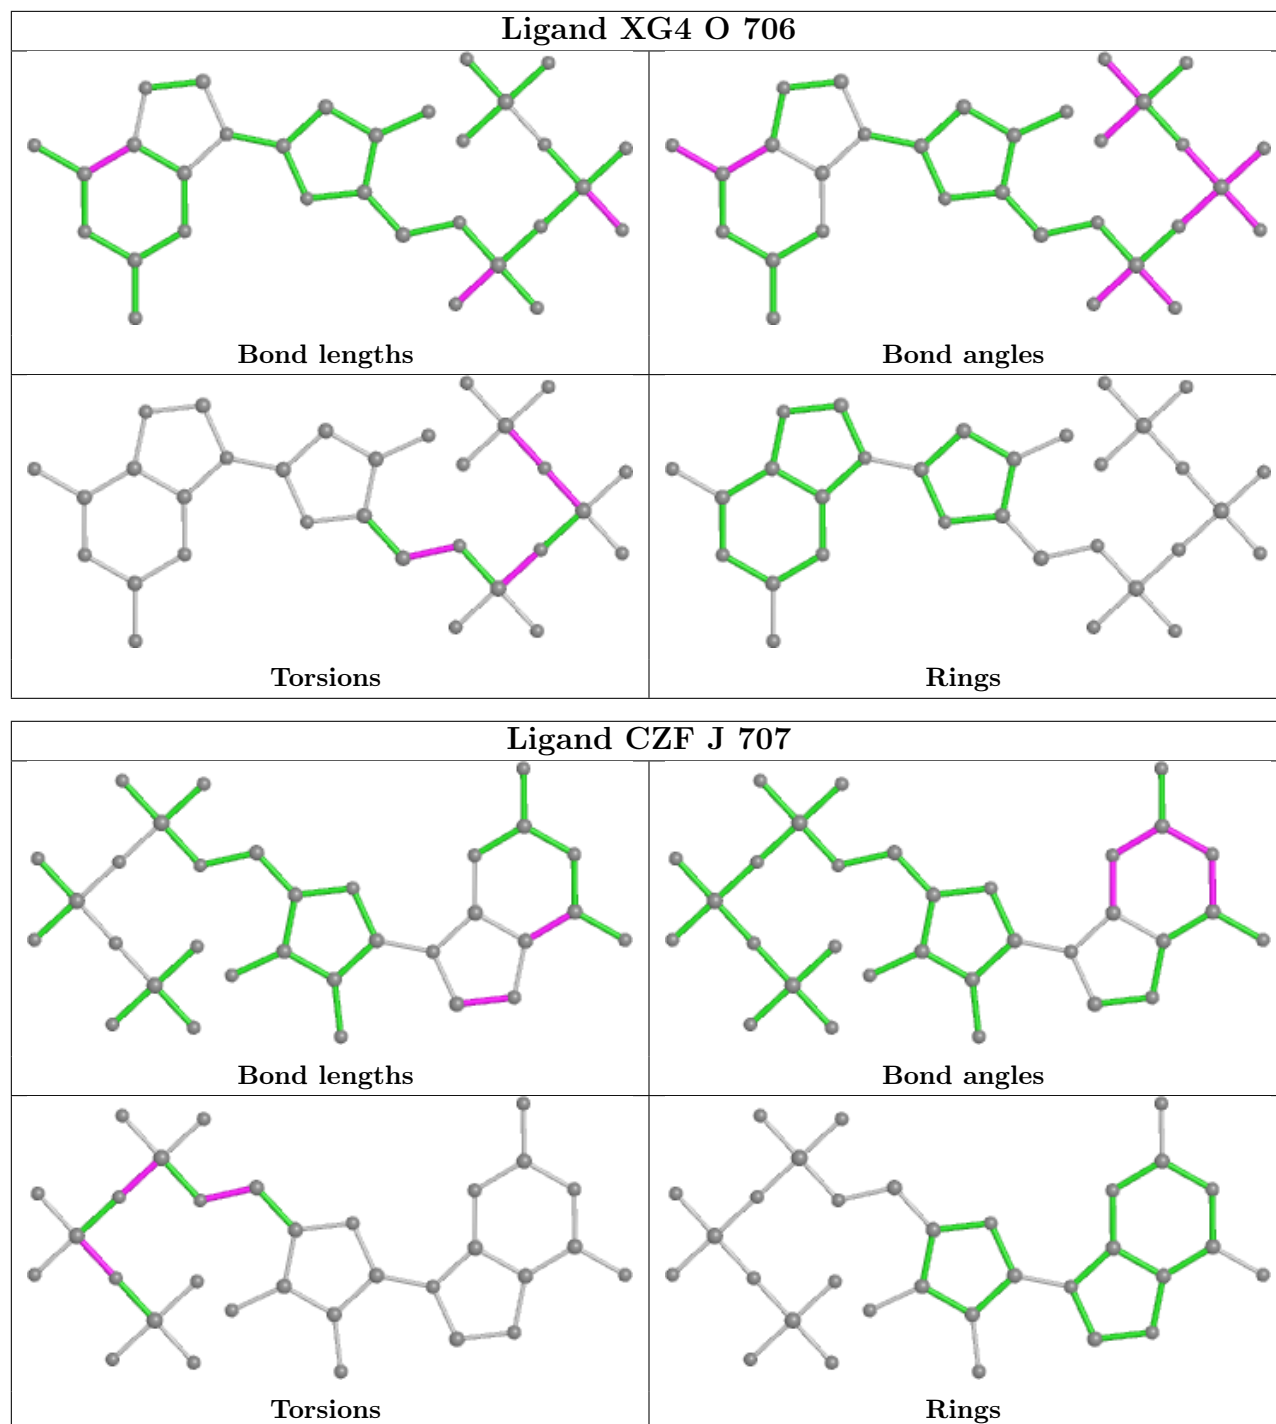 Ligand XG4 O 706
Bond lengths
Bond angles
Torsions
Rings
Ligand CZF J 707
Bond lengths
Bond angles
Torsions
Rings